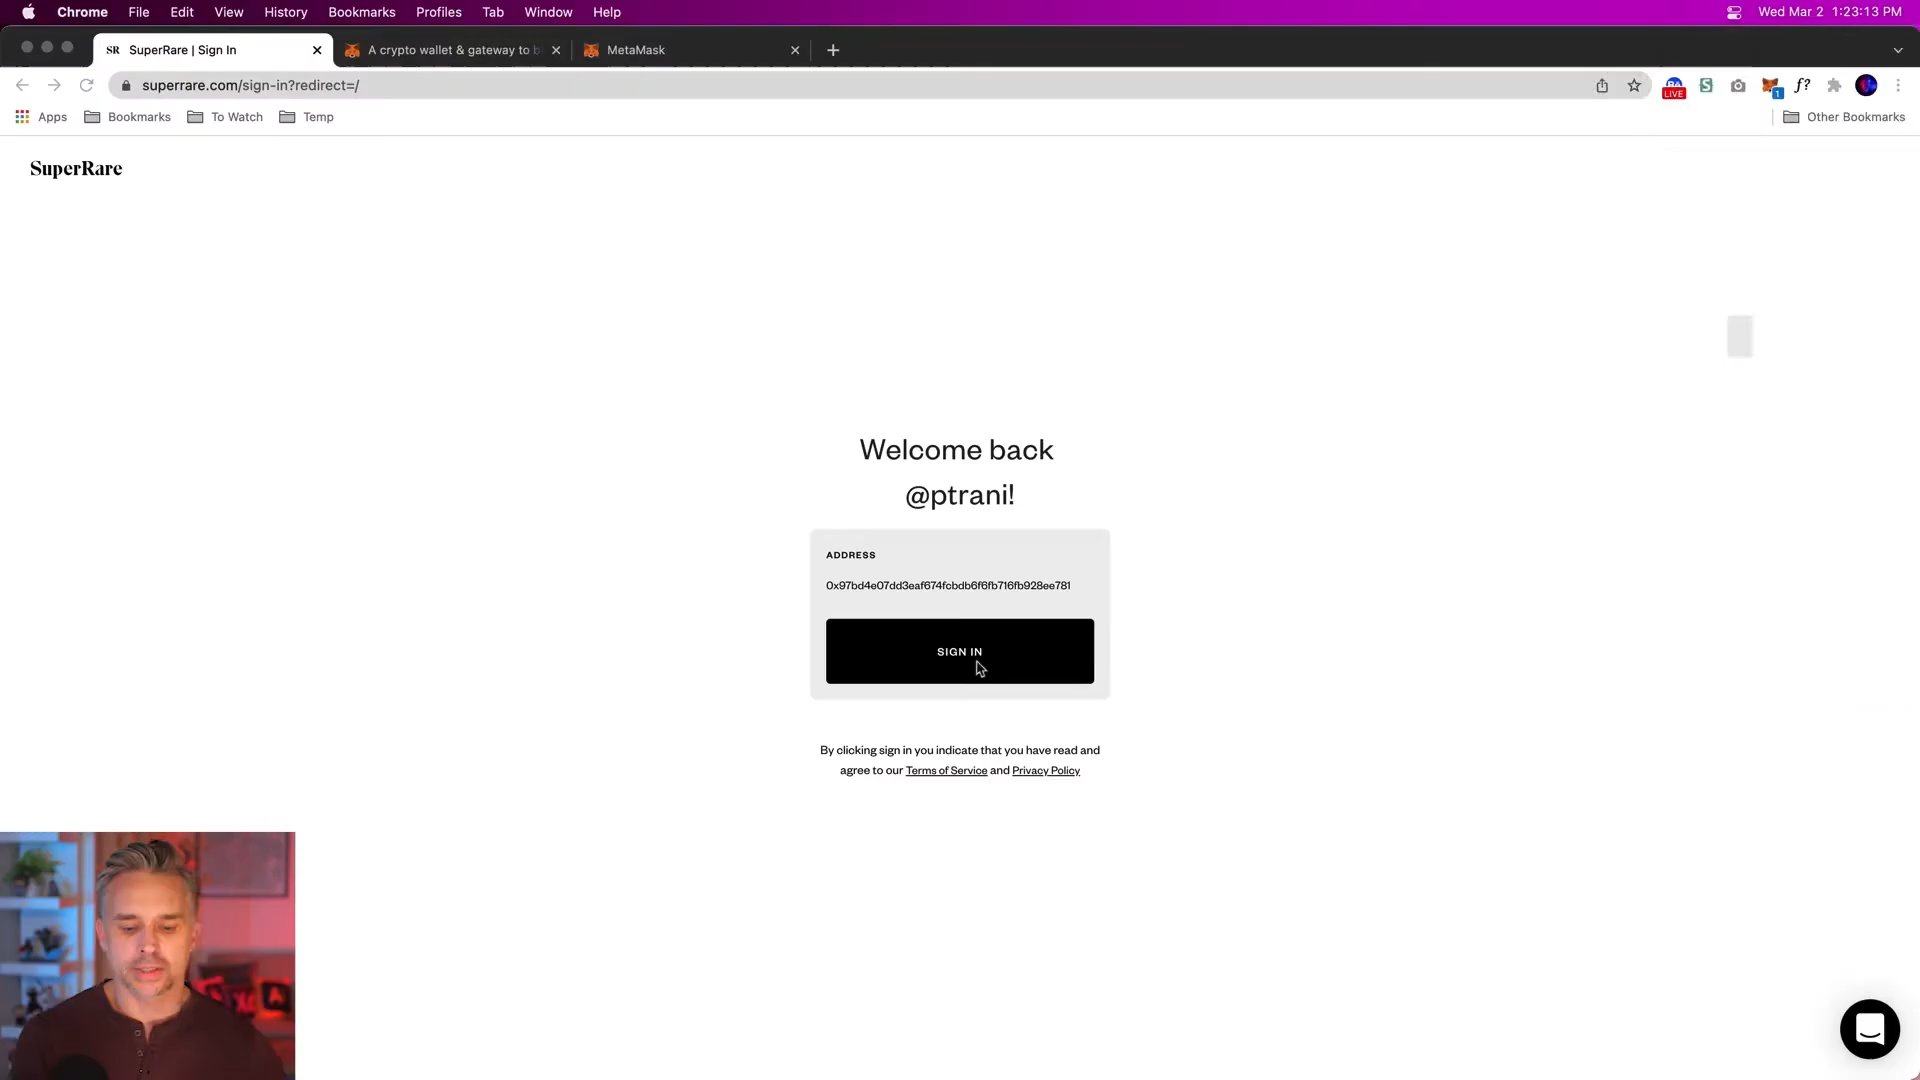 Chrome File Edit View History Bookmarks Profiles Tab Window Help
Wed Mar 2 1:23:13 PM
SR SuperRare | Sign In
A crypto wallet & gateway to b
MetaMask
superrare.com/sign-in?redirect=/
LIVE
S
1
f?
Apps Bookmarks To Watch Temp Other Bookmarks
SuperRare
Welcome back
@ptrani!
ADDRESS
0x97bd4e07dd3eaf674fcbdb6f6fb716fb928ee781
SIGN IN
By clicking sign in you indicate that you have read and
agree to our Terms of Service and Privacy Policy